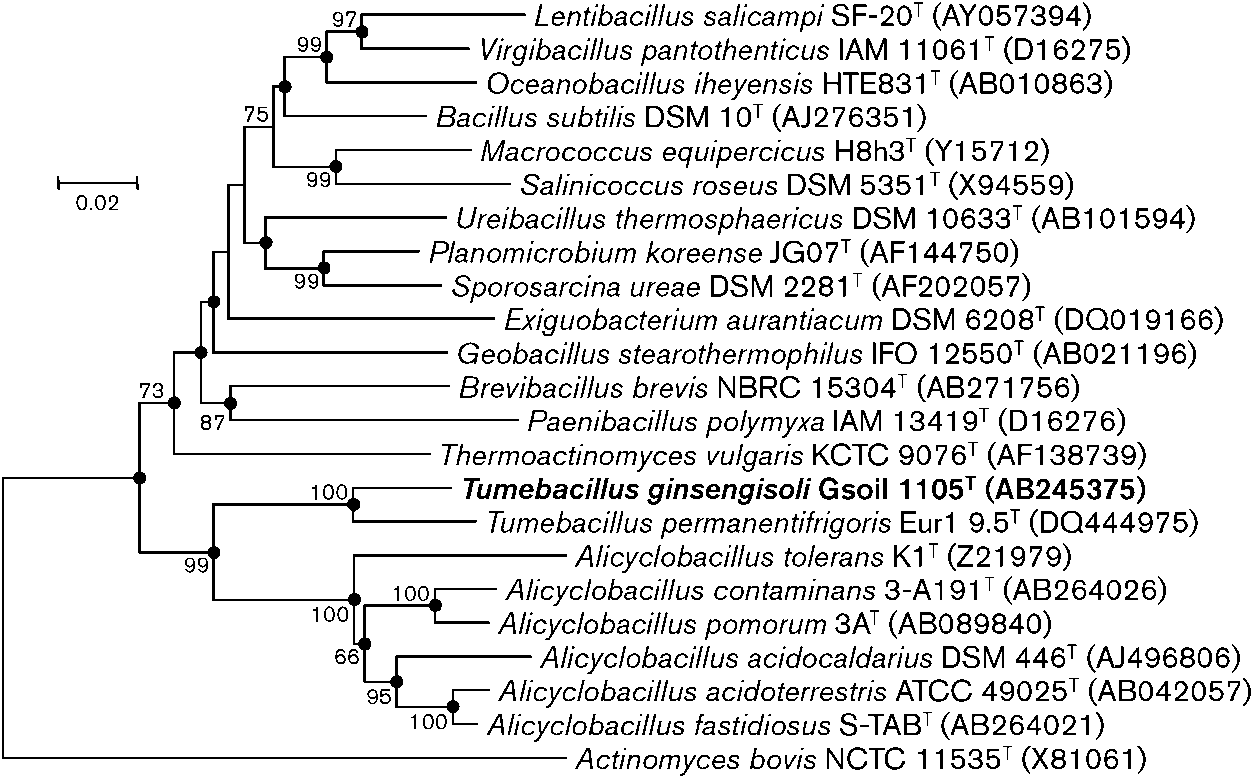 97
Lentibacillus salicampi SF-20ᵀ (AY057394)
99
Virgibacillus pantothenticus IAM 11061ᵀ (D16275)
Oceanobacillus iheyensis HTE831ᵀ (AB010863)
75
Bacillus subtilis DSM 10ᵀ (AJ276351)
Macrococcus equipercicus H8h3ᵀ (Y15712)
99
Salinicoccus roseus DSM 5351ᵀ (X94559)
0.02
Ureibacillus thermosphaericus DSM 10633ᵀ (AB101594)
Planomicrobium koreense JG07ᵀ (AF144750)
99
Sporosarcina ureae DSM 2281ᵀ (AF202057)
Exiguobacterium aurantiacum DSM 6208ᵀ (DQ019166)
Geobacillus stearothermophilus IFO 12550ᵀ (AB021196)
73
Brevibacillus brevis NBRC 15304ᵀ (AB271756)
87
Paenibacillus polymyxa IAM 13419ᵀ (D16276)
Thermoactinomyces vulgaris KCTC 9076ᵀ (AF138739)
100
Tumebacillus ginsengisoli Gsoil 1105ᵀ (AB245375)
Tumebacillus permanentifrigoris Eur1 9.5ᵀ (DQ444975)
99
Alicyclobacillus tolerans K1ᵀ (Z21979)
100
Alicyclobacillus contaminans 3-A191ᵀ (AB264026)
100
Alicyclobacillus pomorum 3Aᵀ (AB089840)
66
Alicyclobacillus acidocaldarius DSM 446ᵀ (AJ496806)
95
Alicyclobacillus acidoterrestris ATCC 49025ᵀ (AB042057)
100
Alicyclobacillus fastidiosus S-TABᵀ (AB264021)
Actinomyces bovis NCTC 11535ᵀ (X81061)